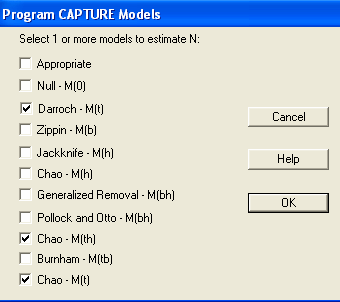 Program CAPTURE Models
Select 1 or more models to estimate N:
Appropriate
Null - M(0)
Darroch - M(t)
Zippin - M(b)
Jackknife - M(h)
Chao - M(h)
Generalized Removal - M(bh)
Pollock and Otto - M(bh)
Chao - M(th)
Burnham - M(tb)
Chao - M(t)
Cancel
Help
OK